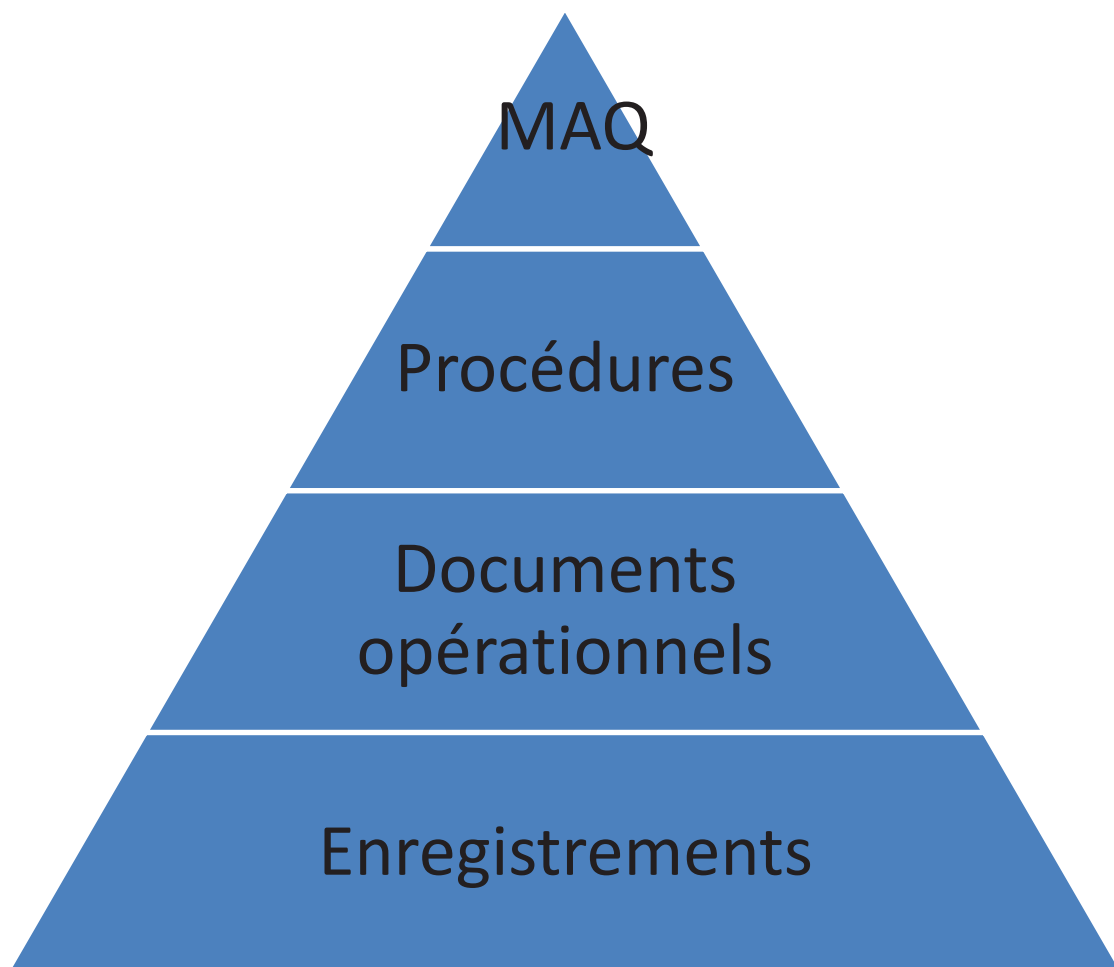 MAQ
Procédures
Documents
opérationnels
Enregistrements